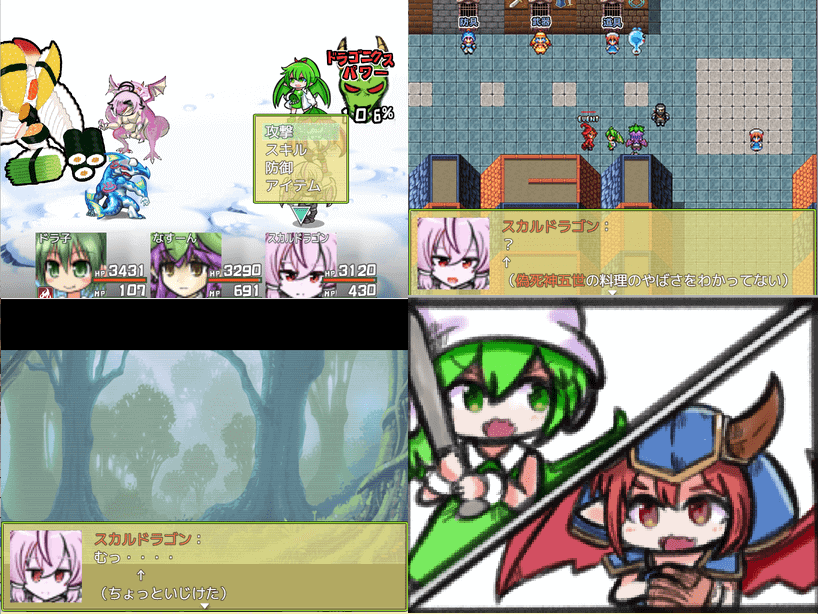 ドラゴニクス
パワー
106%
攻撃
スキル
防御
アイテム
ドラ子
なすーん
スカルドラゴン
HP 3431
MP 107
HP 3290
MP 691
HP 3120
MP 430
防具
武器
道具
EVENT
スカルドラゴン：
？
↑
（偽死神五世の料理のやばさをわかってない）
スカルドラゴン：
むっ・・・・
↑
（ちょっといじけた）